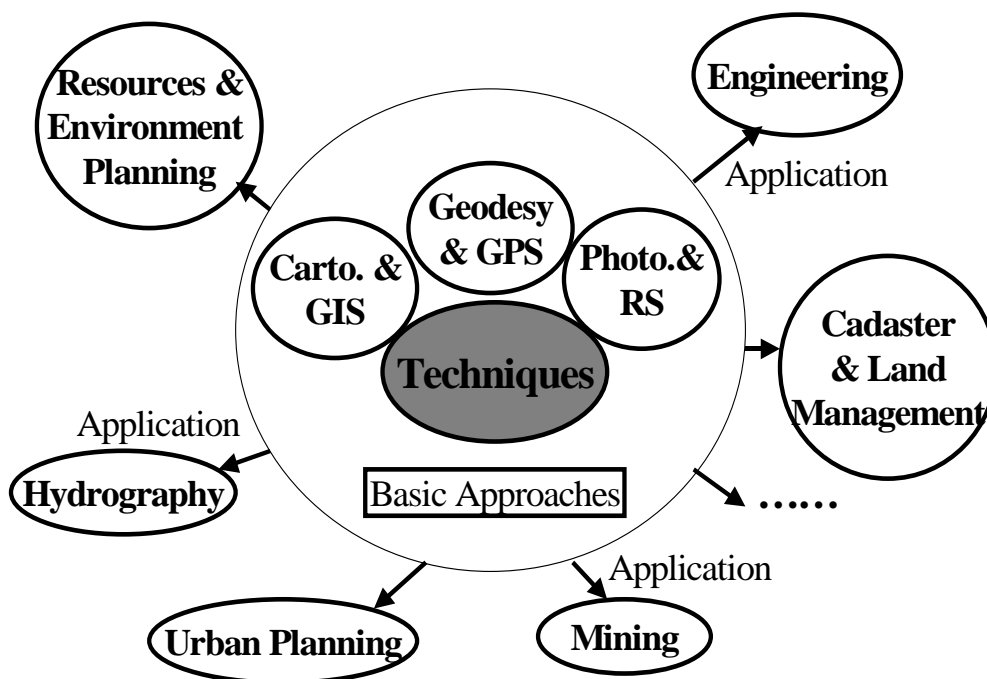 Resources &
Environment
Planning
Engineering
Application
Geodesy
& GPS
Carto. &
GIS
Photo.&
RS
Techniques
Cadaster
& Land
Management
Application
Hydrography
Basic Approaches
……
Application
Urban Planning
Mining